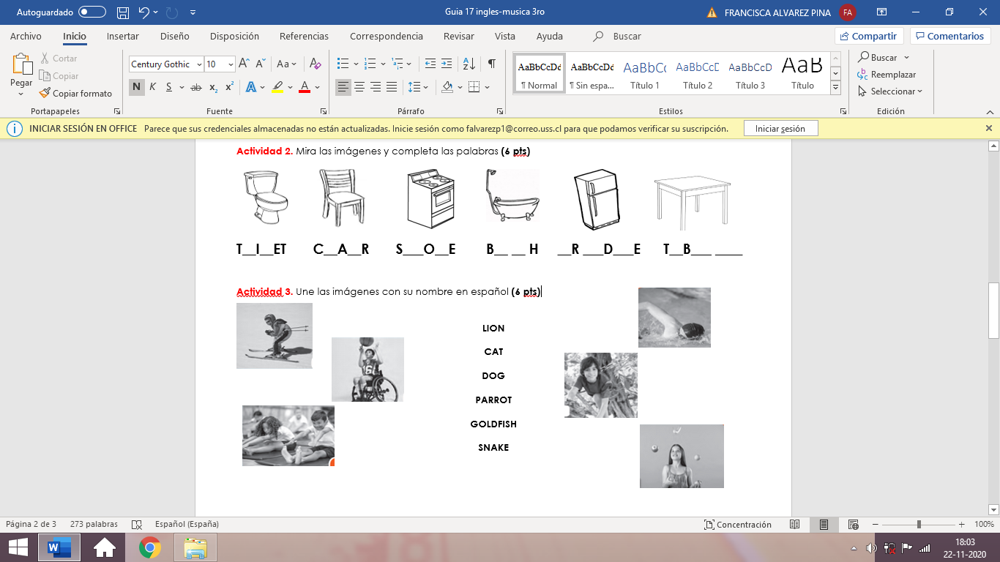 Autoguardado
Guia 17 ingles-musica 3ro
FRANCISCA ALVAREZ PINA
FA
Archivo Inicio Insertar Diseño Disposición Referencias Correspondencia Revisar Vista Ayuda Buscar
Compartir Comentarios
Pegar
Cortar
Copiar
Copiar formato
Portapapeles
Century Gothic 10
N K S ab x₂ x²
Fuente
Párrafo
AaBbCcDd AaBbCcDd AaBbCc AaBbCcD AaBbCcD AaB
¶ Normal ¶ Sin espa... Título 1 Título 2 Título 3 Título
Estilos
Buscar
Reemplazar
Seleccionar
Edición
INICIAR SESIÓN EN OFFICE Parece que sus credenciales almacenadas no están actualizadas. Inicie sesión como falvarezp1@correo.uss.cl para que podamos verificar su suscripción. Iniciar sesión
Actividad 2. Mira las imágenes y completa las palabras (6 pts)
T__I__ET C__A__R S___O__E B__ __ H __R ___D___E T__B___ ____
Actividad 3. Une las imágenes con su nombre en español (6 pts)
LION
CAT
DOG
PARROT
GOLDFISH
SNAKE
Página 2 de 3 273 palabras Español (España) Concentración 100%
18:03
22-11-2020